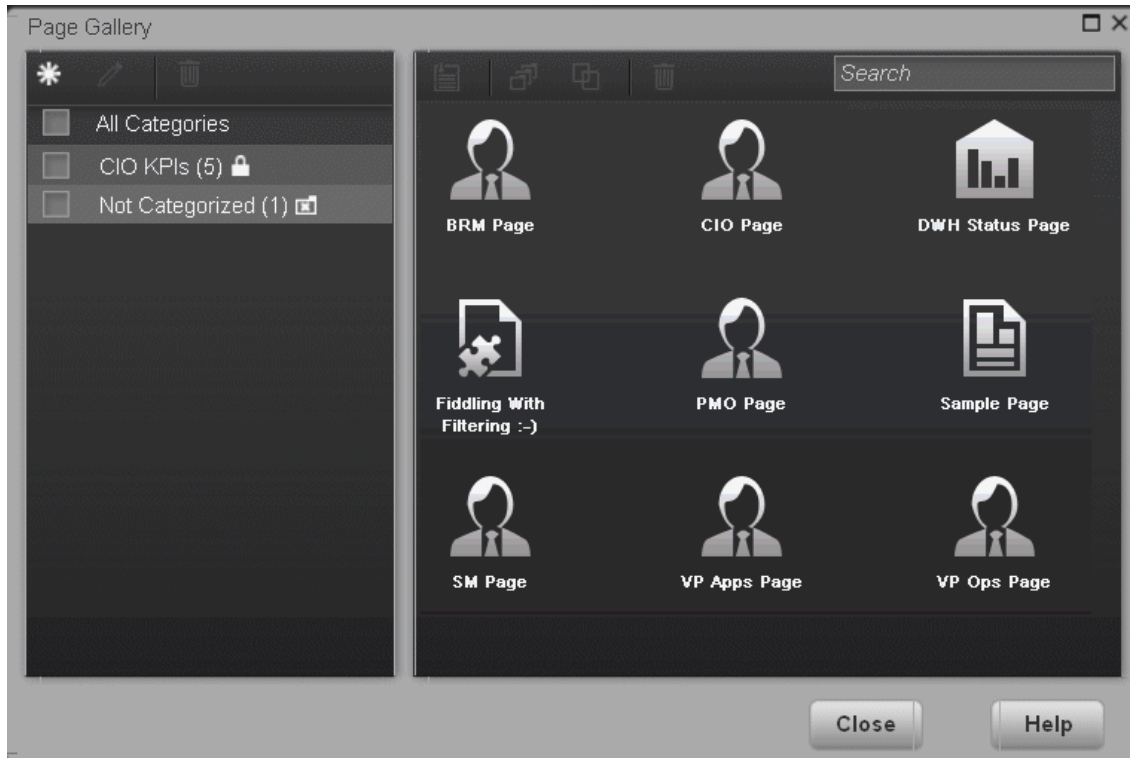 Page Gallery
Search
All Categories
CIO KPIs (5)
Not Categorized (1)
BRM Page
CIO Page
DWH Status Page
Fiddling With
Filtering :-)
PMO Page
Sample Page
SM Page
VP Apps Page
VP Ops Page
Close
Help